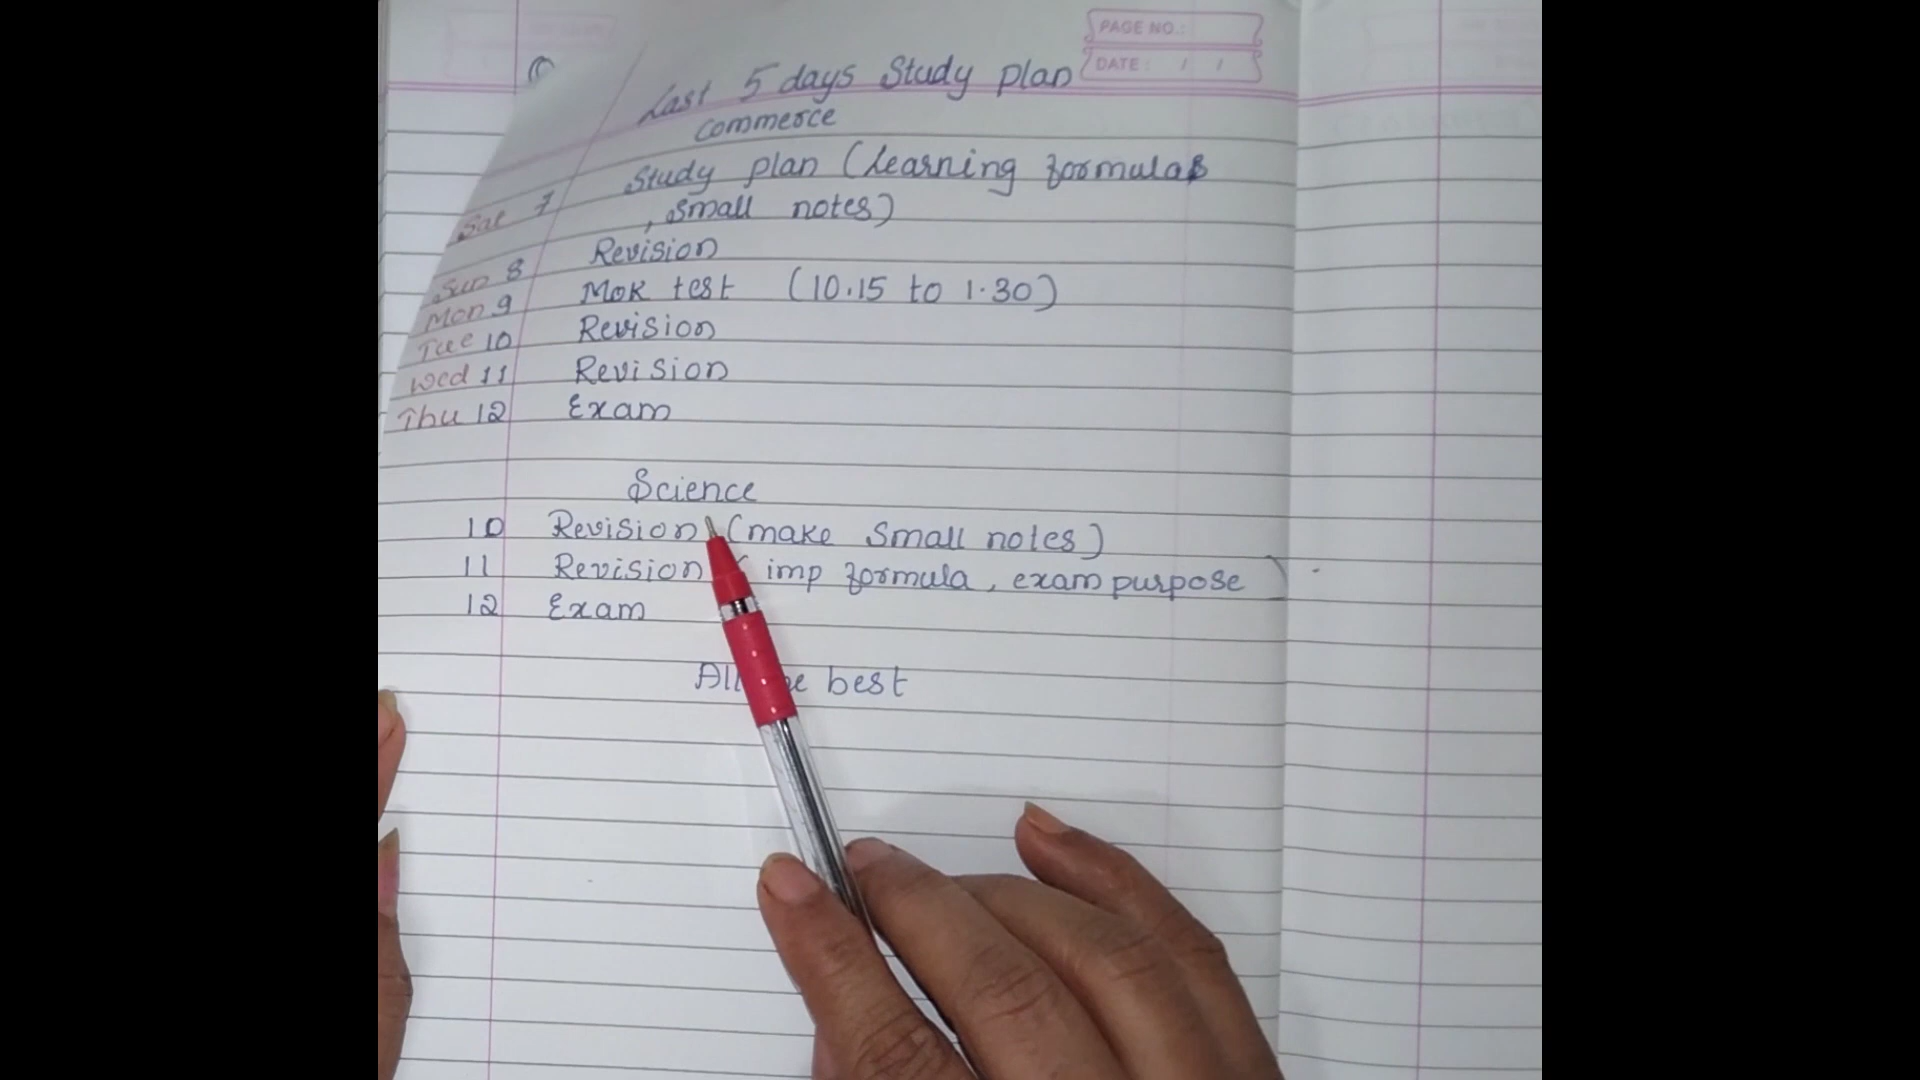 PAGE NO.:
DATE: / /
Last 5 days Study plan
Commerce
Sat 7 Study plan (Learning formulas
, Small notes)
Sun 8 Revision
Mon 9 Mok test (10.15 to 1.30)
Tue 10 Revision
Wed 11 Revision
Thu 12 Exam
Science
10 Revision (make Small notes)
11 Revision ( imp formula, exam purpose)
12 Exam
All best